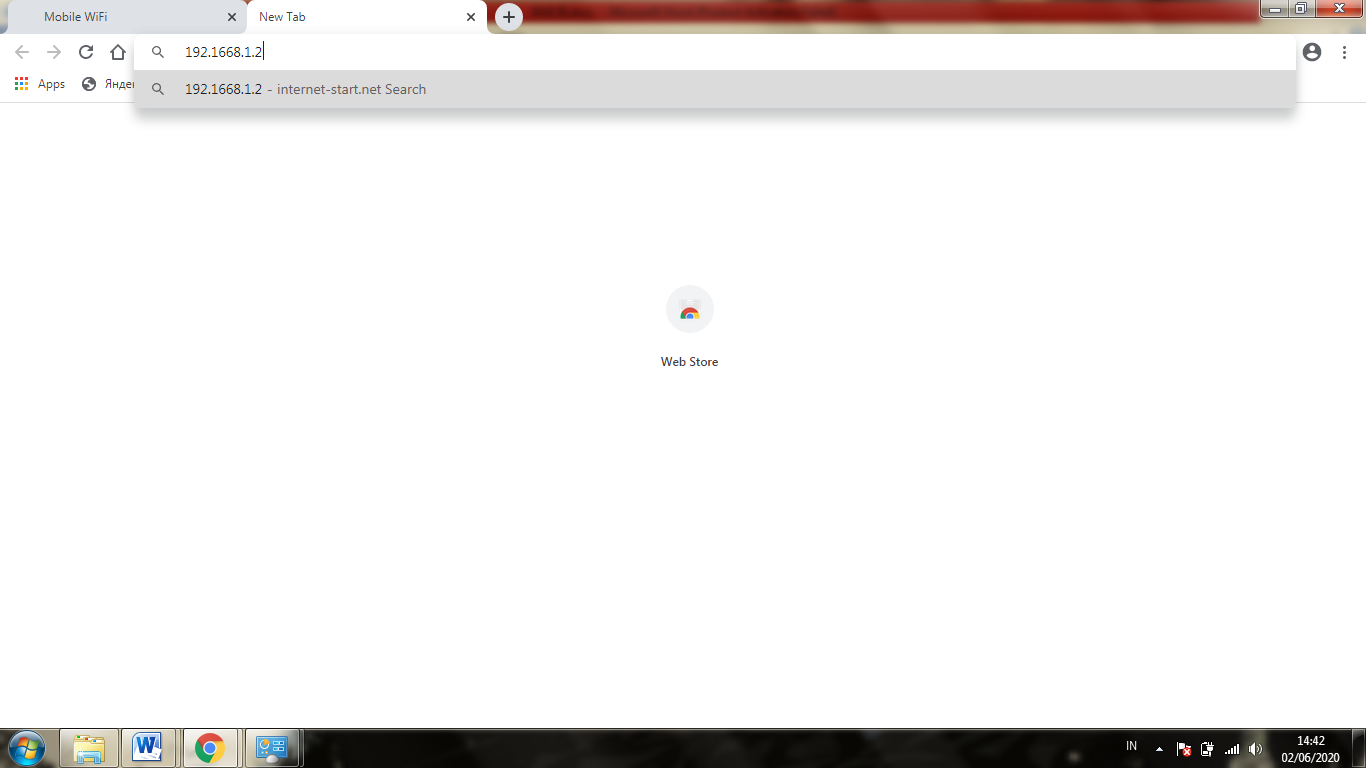 Mobile WiFi
New Tab
192.1668.1.2
Apps
Яндек
192.1668.1.2 - internet-start.net Search
Web Store
IN
14:42
02/06/2020